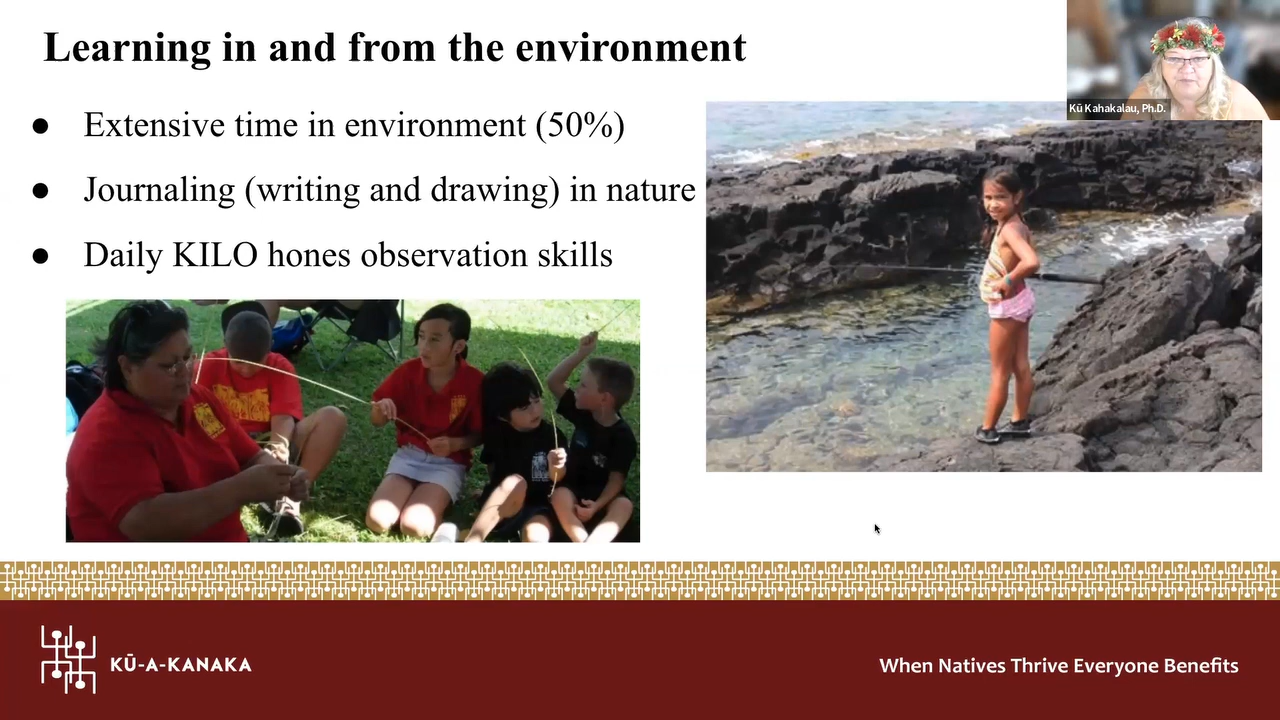 Learning in and from the environment
Kū Kahakalau, Ph.D.
● Extensive time in environment (50%)
● Journaling (writing and drawing) in nature
● Daily KILO hones observation skills
KŪ-A-KANAKA
When Natives Thrive Everyone Benefits